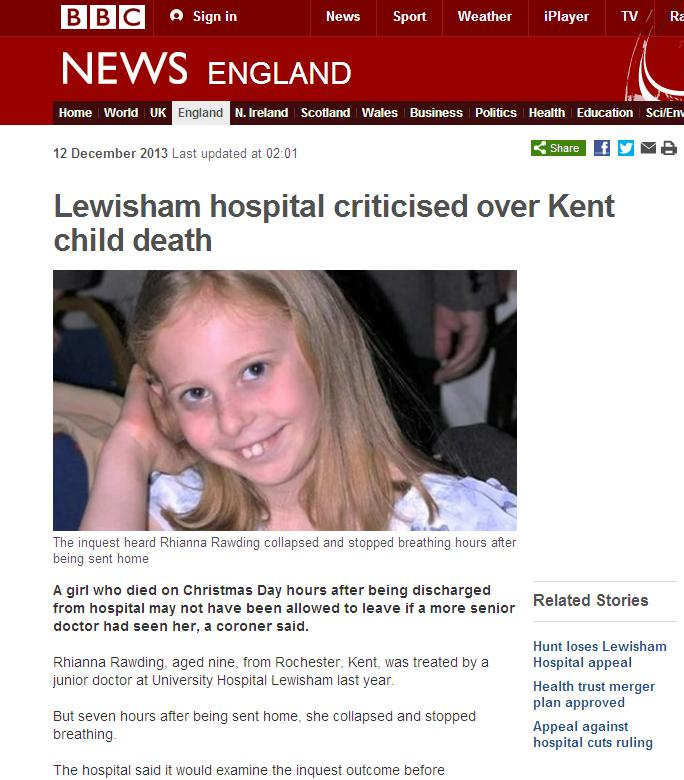 BBC Sign in News Sport Weather iPlayer TV Ra
NEWS ENGLAND
Home World UK England N. Ireland Scotland Wales Business Politics Health Education Sci/Env
12 December 2013 Last updated at 02:01
Share
Lewisham hospital criticised over Kent
child death
The inquest heard Rhianna Rawding collapsed and stopped breathing hours after
being sent home
A girl who died on Christmas Day hours after being discharged
from hospital may not have been allowed to leave if a more senior
doctor had seen her, a coroner said.
Rhianna Rawding, aged nine, from Rochester, Kent, was treated by a
junior doctor at University Hospital Lewisham last year.
But seven hours after being sent home, she collapsed and stopped
breathing.
The hospital said it would examine the inquest outcome before
Related Stories
Hunt loses Lewisham
Hospital appeal
Health trust merger
plan approved
Appeal against
hospital cuts ruling